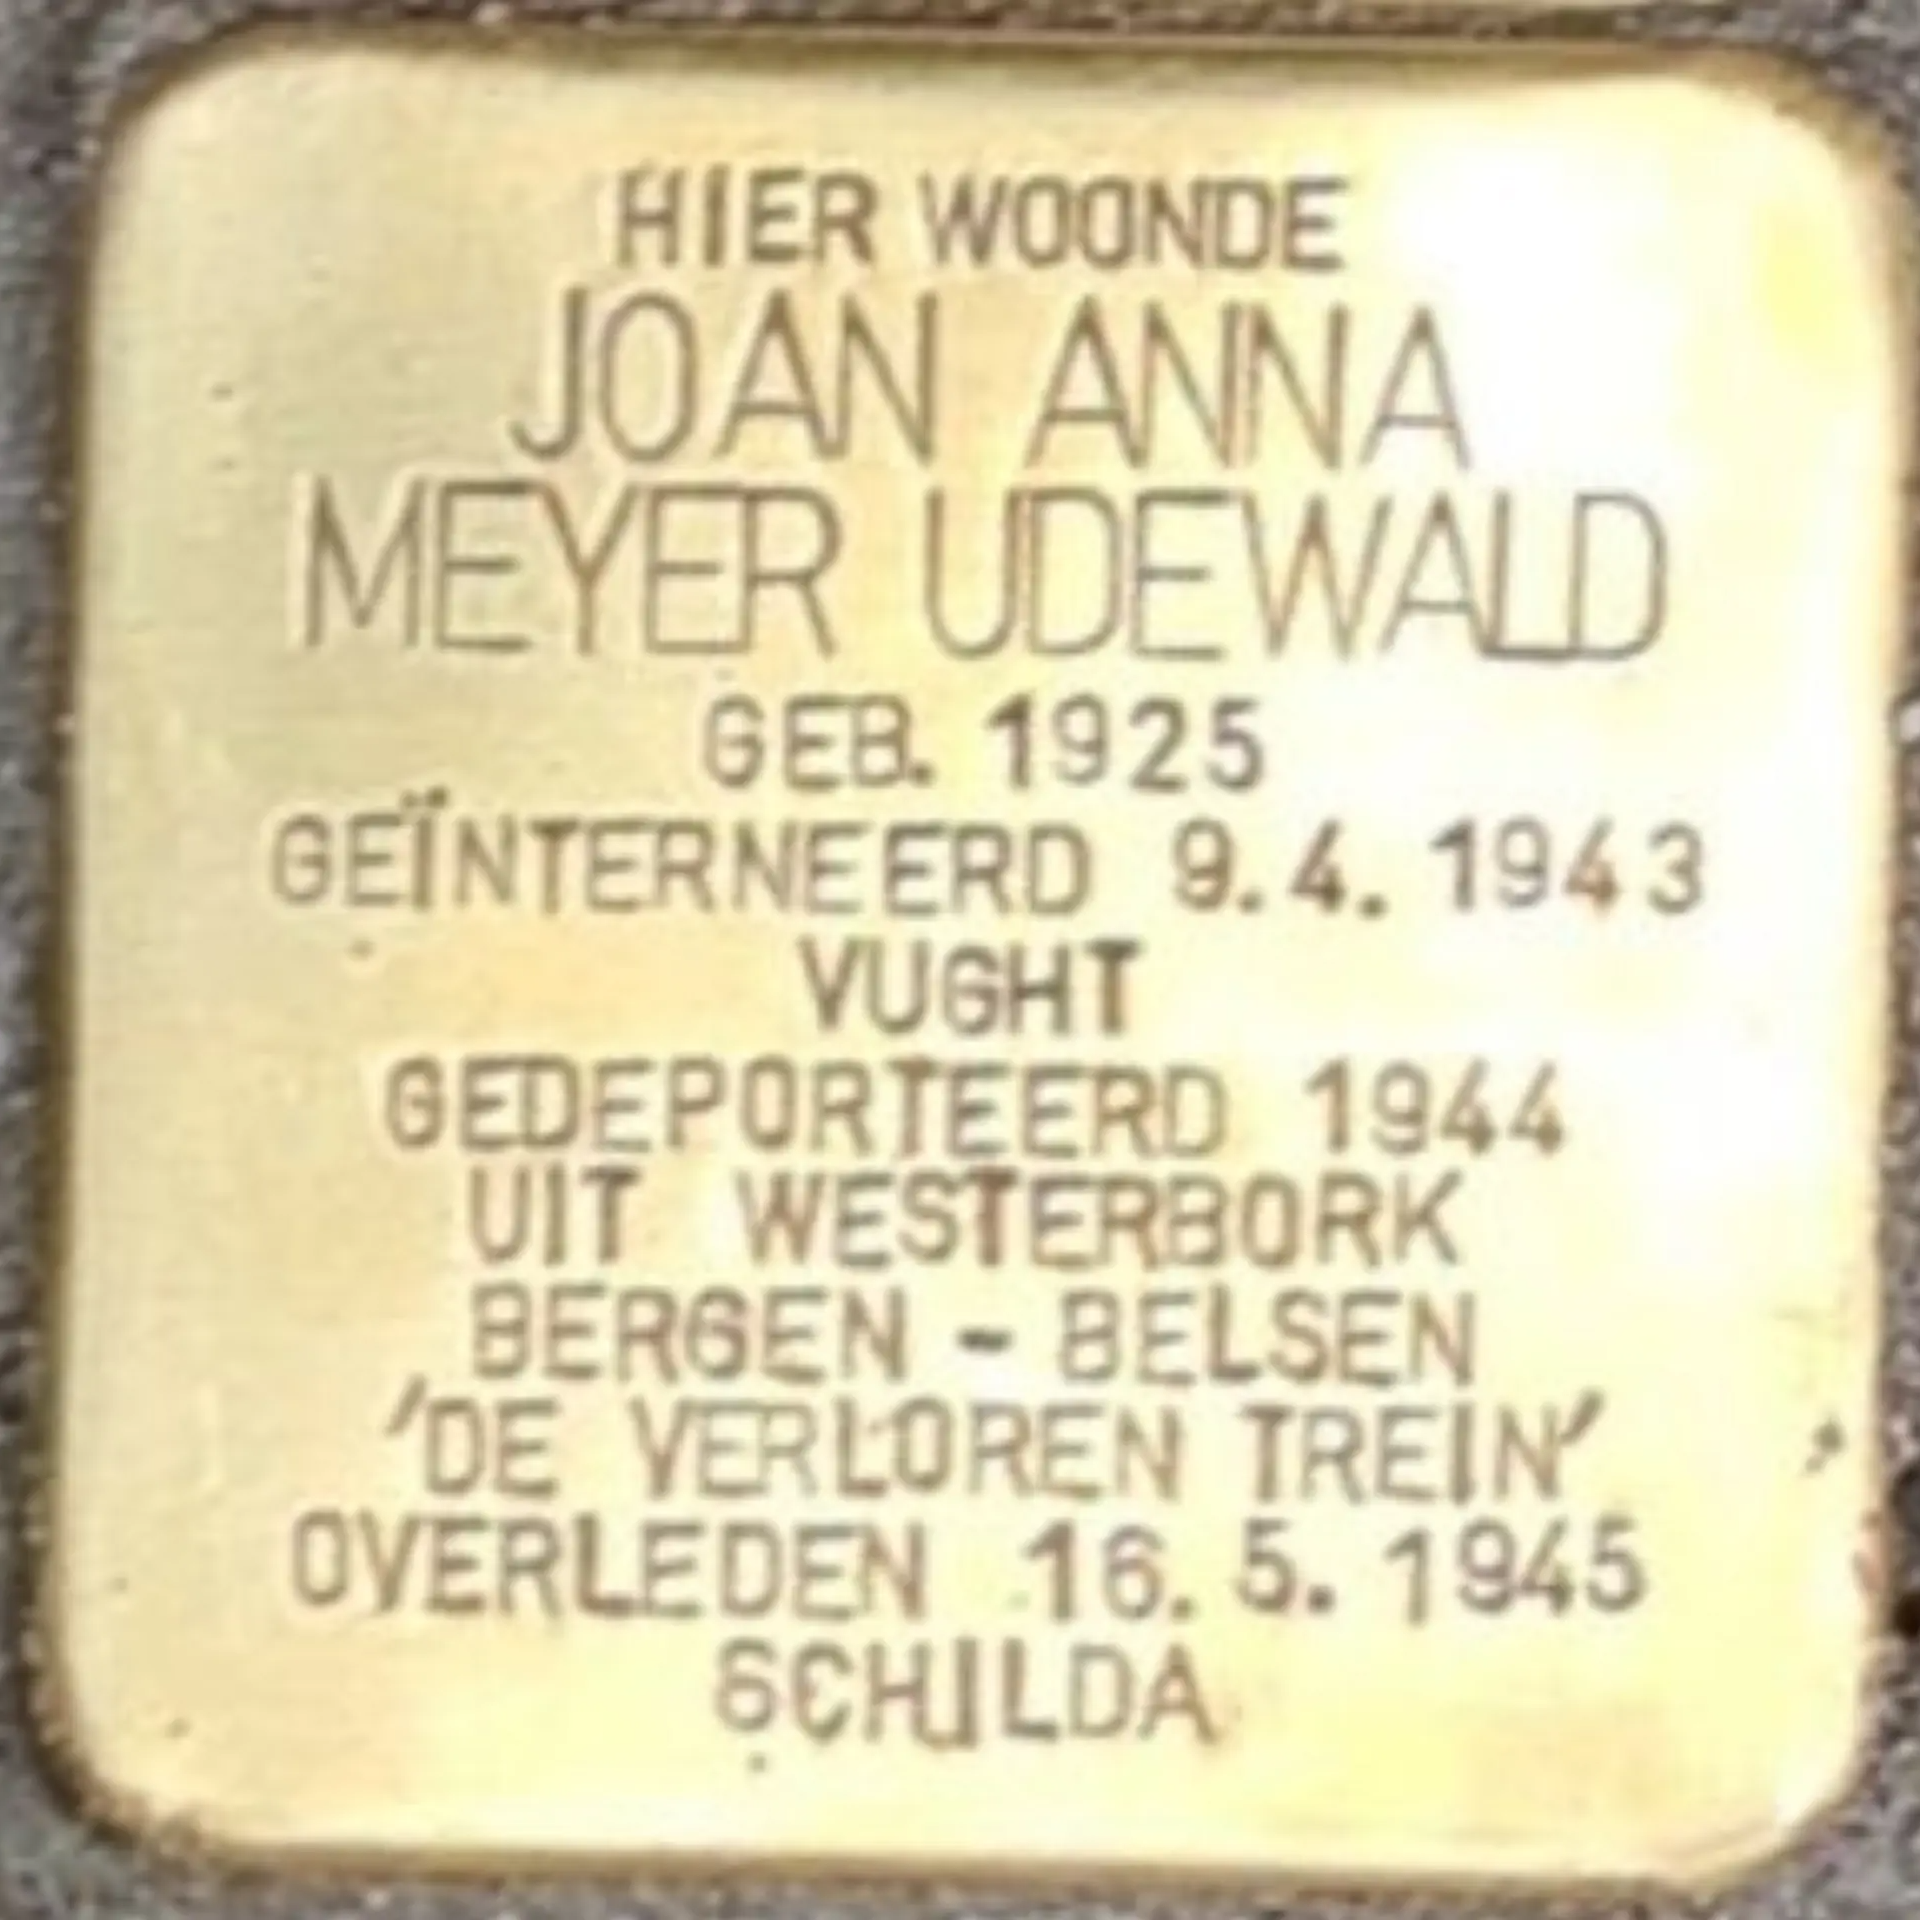 HIER WOONDE
JOAN ANNA
MEYER UDEWALD
GEB. 1925
GEÏNTERNEERD 9.4.1943
VUGHT
GEDEPORTEERD 1944
UIT WESTERBORK
BERGEN - BELSEN
'DE VERLOREN TREIN'
OVERLEDEN 16.5.1945
SCHILDA